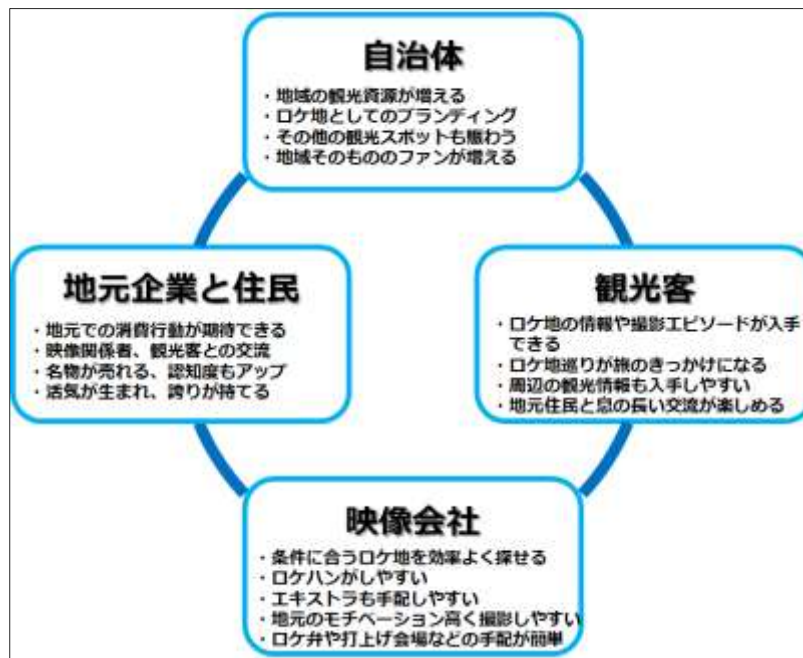 自治体
・地域の観光資源が増える
・ロケ地としてのブランディング
・その他の観光スポットも賑わう
・地域そのもののファンが増える
地元企業と住民
・地元での消費行動が期待できる
・映像関係者、観光客との交流
・名物が売れる、認知度もアップ
・活気が生まれ、誇りが持てる
観光客
・ロケ地の情報や撮影エピソードが入手
できる
・ロケ地巡りが旅のきっかけになる
・周辺の観光情報も入手しやすい
・地元住民と息の長い交流が楽しめる
映像会社
・条件に合うロケ地を効率よく探せる
・ロケハンがしやすい
・エキストラも手配しやすい
・地元のモチベーション高く撮影しやすい
・ロケ弁や打上げ会場などの手配が簡単